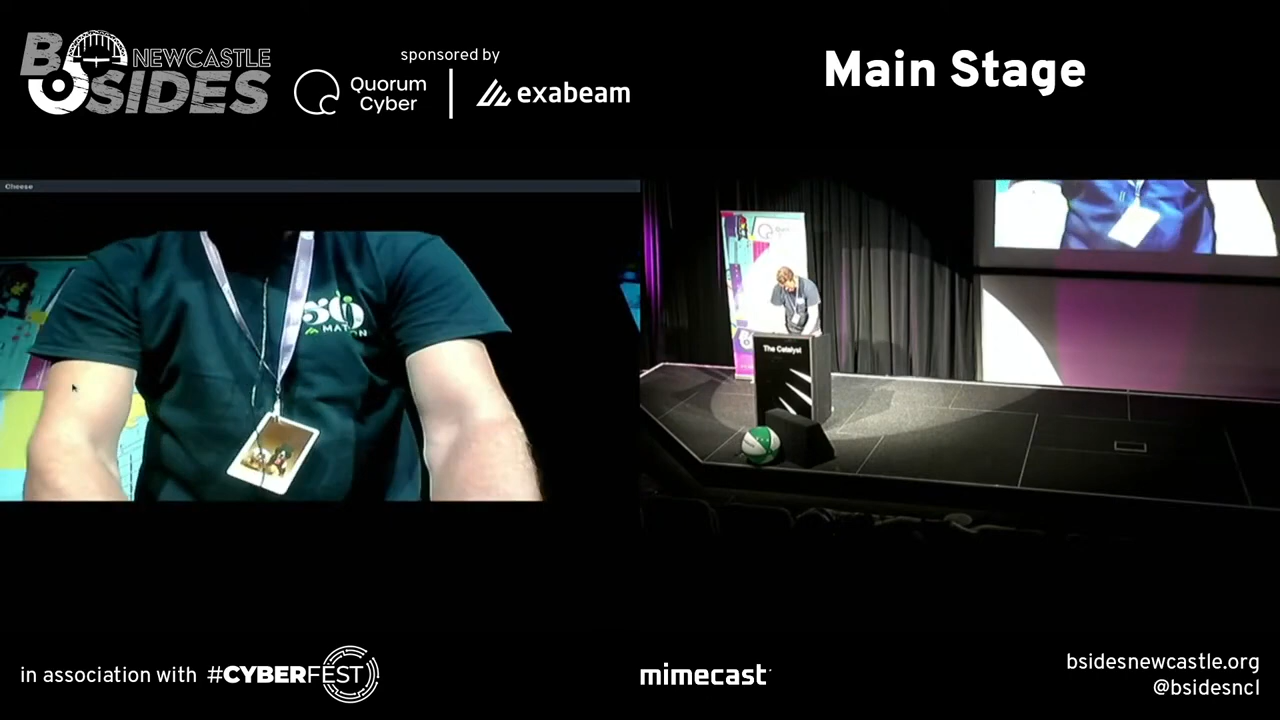 BSIDES
NEWCASTLE
sponsored by
Quorum
Cyber
exabeam
Main Stage
Cheese
The Catalyst
in association with #CYBERFEST
mimecast
bsidesnewcastle.org
@bsidesncl